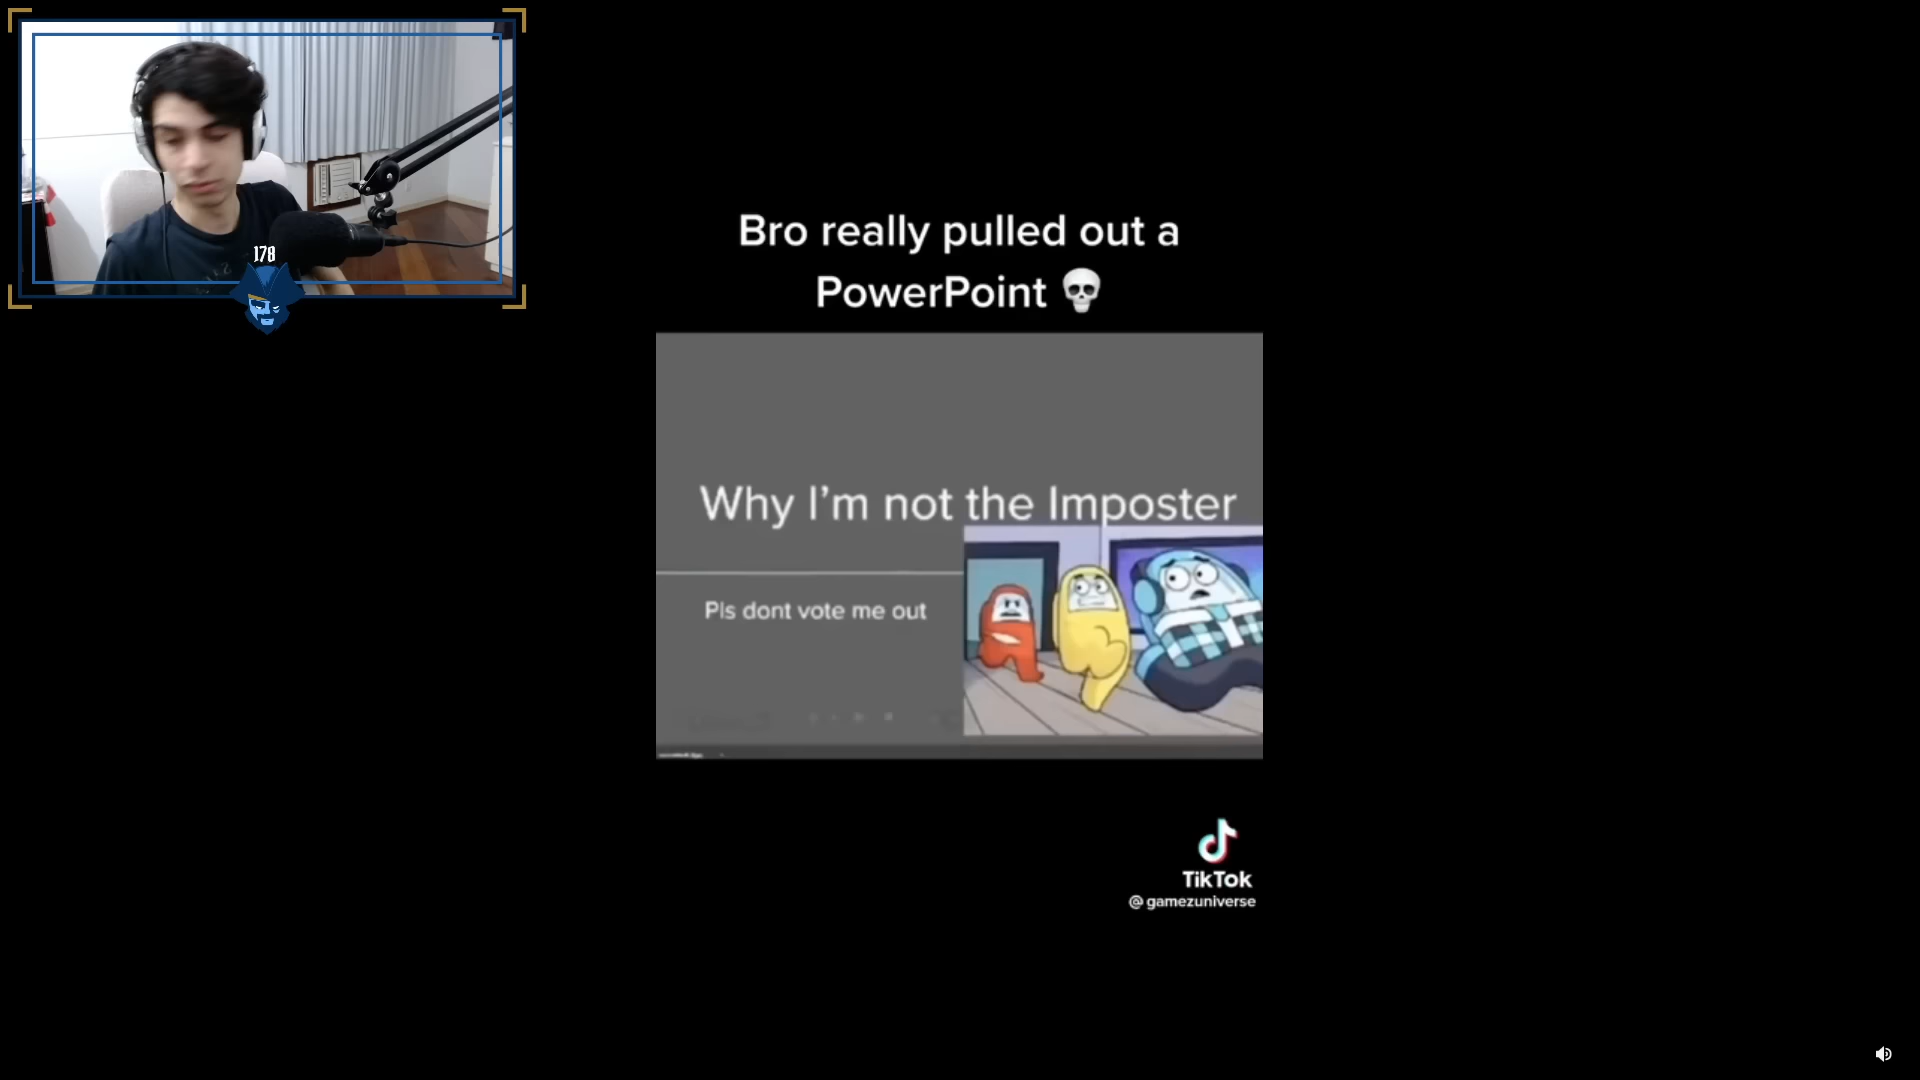 178
Bro really pulled out a
PowerPoint 💀
Why I'm not the Imposter
Pls dont vote me out
TikTok
@gamezuniverse